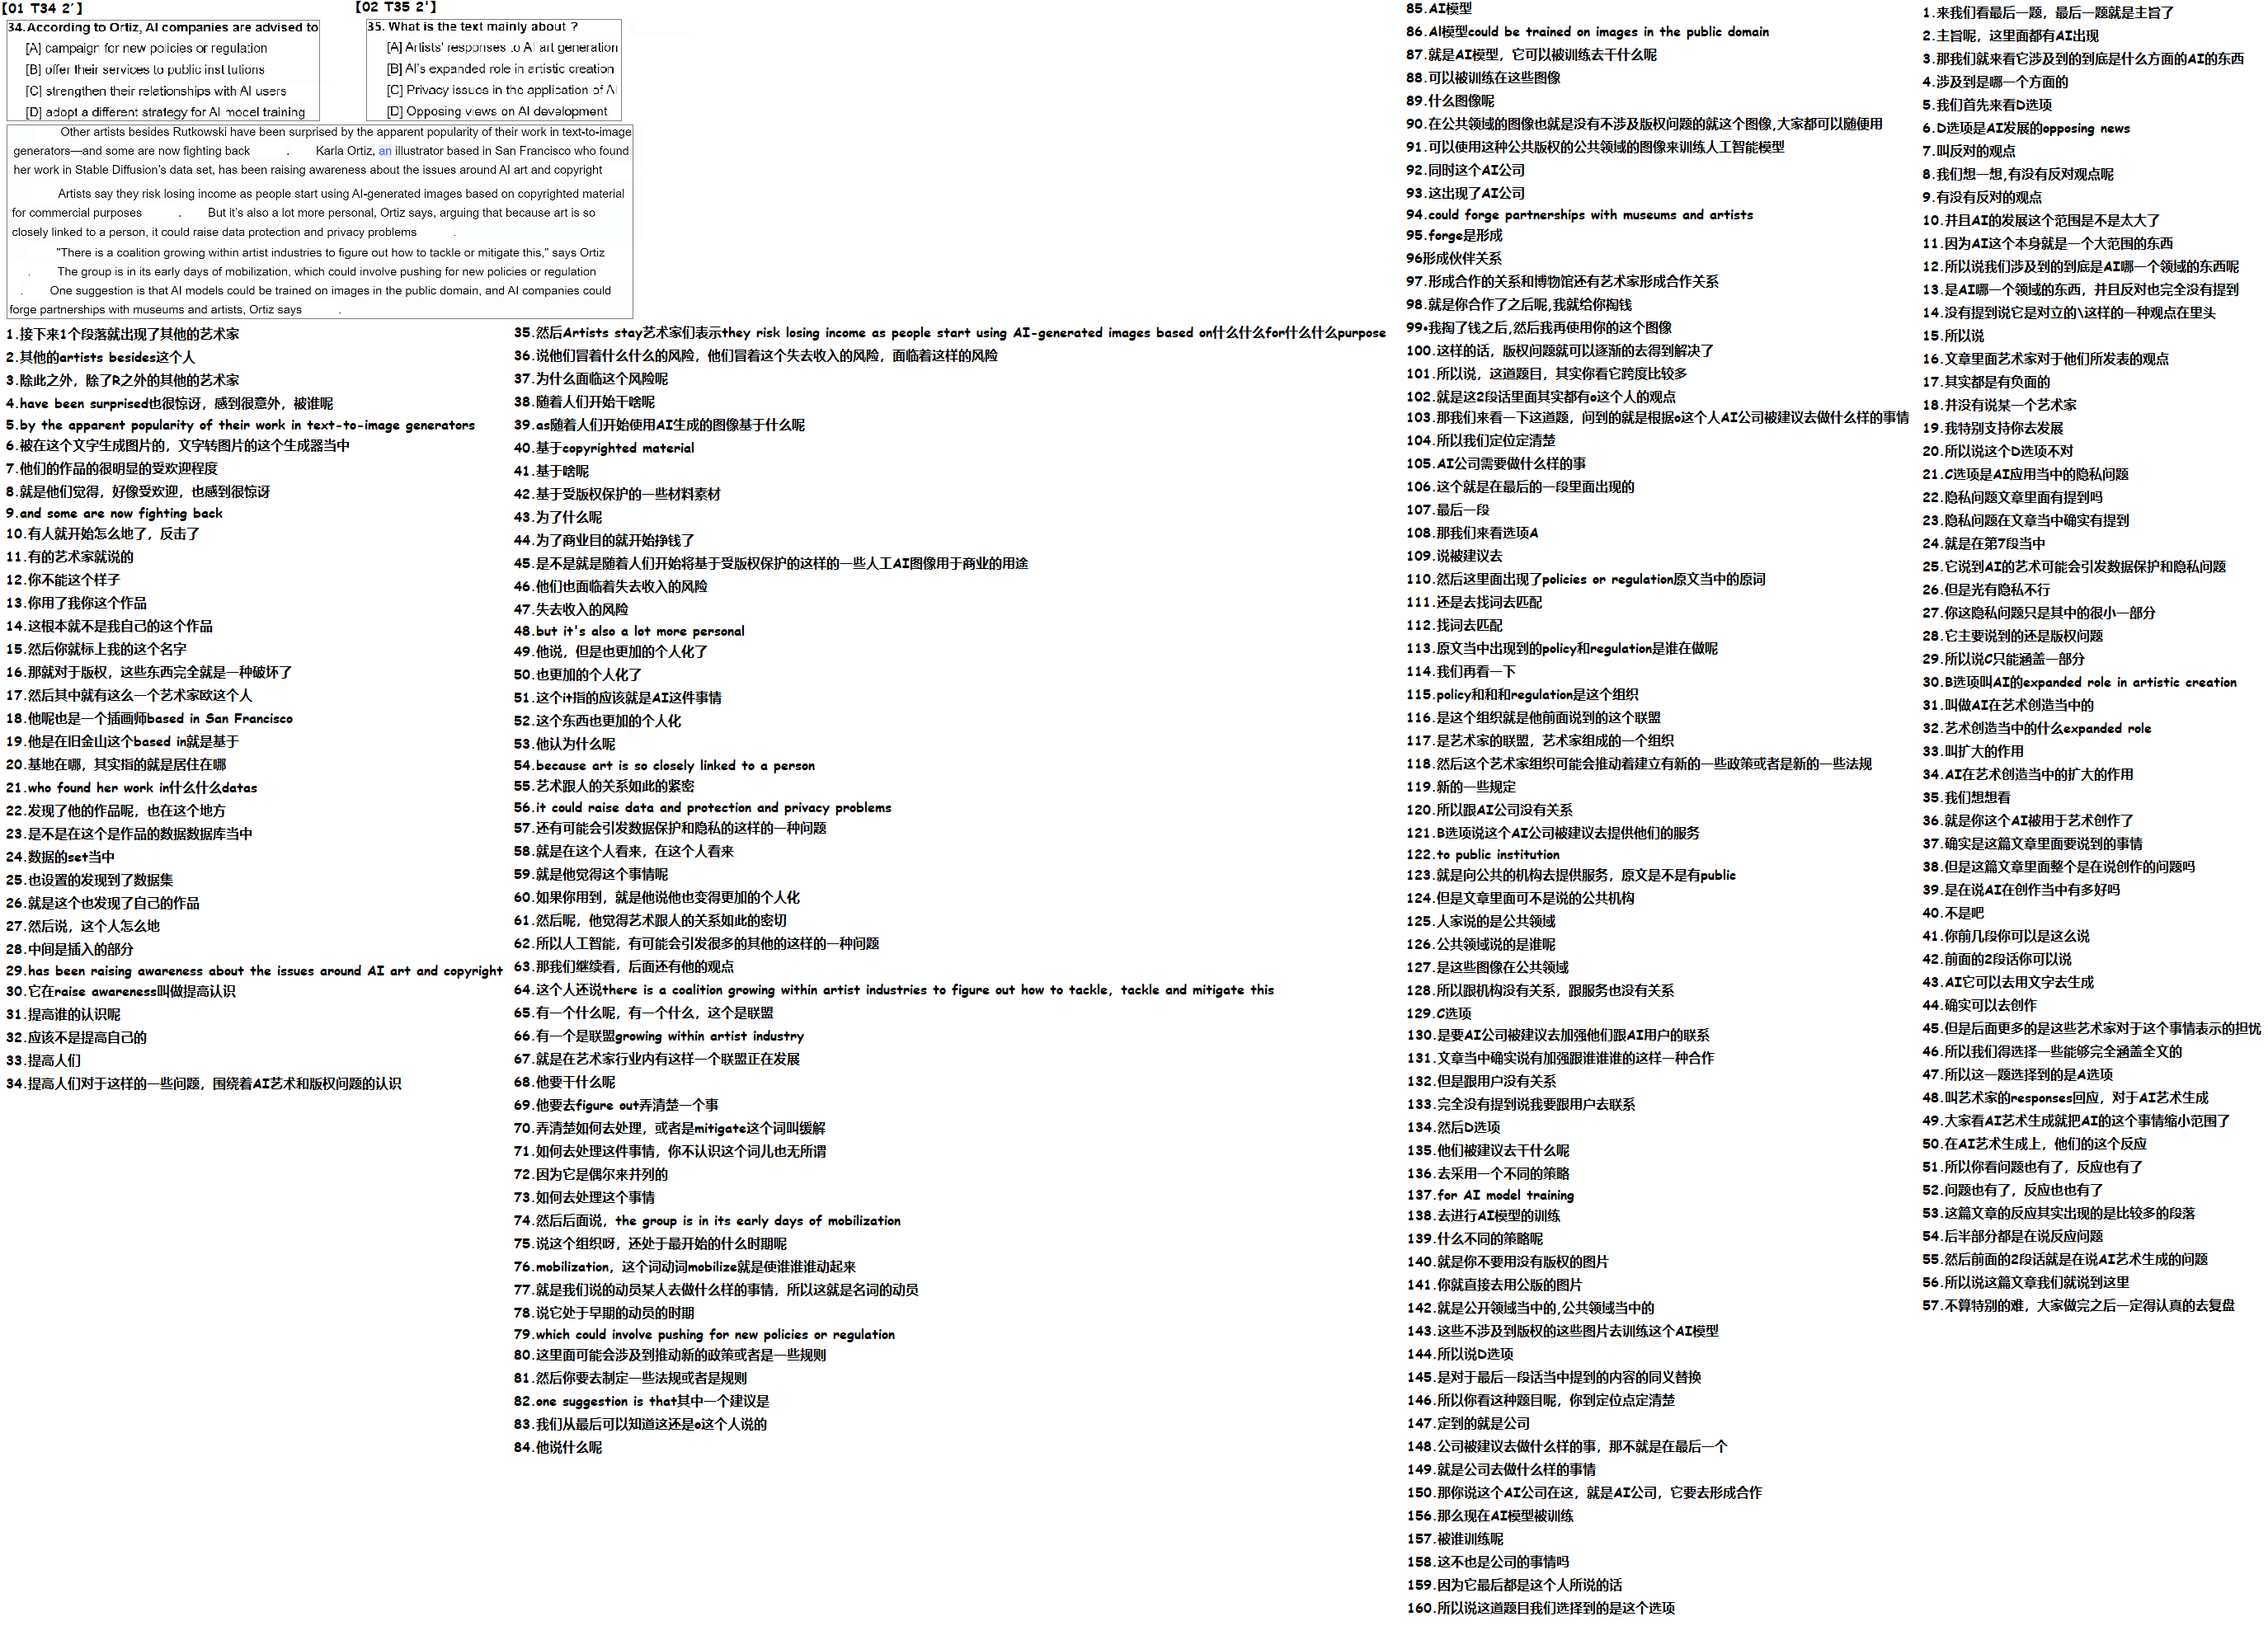 【01 T34 2′】
34.According to Ortiz, AI companies are advised to
[A] campaign for new policies or regulation
[B] offer their services to public inst tutions
[C] strengthen their relationships with AI users
[D] adopt a different strategy for AI mocel training
【02 T35 2'】
35. What is the text mainly about ?
[A] Artists' responses to AI art generation
[B] AI's expanded role in artistic creation
[C] Privacy issues in the application of AI
[D] Opposing views on AI development
Other artists besides Rutkowski have been surprised by the apparent popularity of their work in text-to-image
generators—and some are now fighting back . Karla Ortiz, an illustrator based in San Francisco who found
her work in Stable Diffusion's data set, has been raising awareness about the issues around AI art and copyright
Artists say they risk losing income as people start using AI-generated images based on copyrighted material
for commercial purposes . But it's also a lot more personal, Ortiz says, arguing that because art is so
closely linked to a person, it could raise data protection and privacy problems .
"There is a coalition growing within artist industries to figure out how to tackle or mitigate this," says Ortiz
. The group is in its early days of mobilization, which could involve pushing for new policies or regulation
. One suggestion is that AI models could be trained on images in the public domain, and AI companies could
forge partnerships with museums and artists, Ortiz says .
1.接下来1个段落就出现了其他的艺术家
2.其他的artists besides这个人
3.除此之外，除了R之外的其他的艺术家
4.have been surprised也很惊讶，感到很意外，被谁呢
5.by the apparent popularity of their work in text-to-image generators
6.被在这个文字生成图片的，文字转图片的这个生成器当中
7.他们的作品的很明显的受欢迎程度
8.就是他们觉得，好像受欢迎，也感到很惊讶
9.and some are now fighting back
10.有人就开始怎么地了，反击了
11.有的艺术家就说的
12.你不能这个样子
13.你用了我你这个作品
14.这根本就不是我自己的这个作品
15.然后你就标上我的这个名字
16.那就对于版权，这些东西完全就是一种破坏了
17.然后其中就有这么一个艺术家欧这个人
18.他呢也是一个插画师based in San Francisco
19.他是在旧金山这个based in就是基于
20.基地在哪，其实指的就是居住在哪
21.who found her work in什么什么datas
22.发现了他的作品呢，也在这个地方
23.是不是在这个是作品的数据数据库当中
24.数据的set当中
25.也设置的发现到了数据集
26.就是这个也发现了自己的作品
27.然后说，这个人怎么地
28.中间是插入的部分
29.has been raising awareness about the issues around AI art and copyright
30.它在raise awareness叫做提高认识
31.提高谁的认识呢
32.应该不是提高自己的
33.提高人们
34.提高人们对于这样的一些问题，围绕着AI艺术和版权问题的认识
35.然后Artists stay艺术家们表示they risk losing income as people start using AI-generated images based on什么什么for什么什么purpose
36.说他们冒着什么什么的风险，他们冒着这个失去收入的风险，面临着这样的风险
37.为什么面临这个风险呢
38.随着人们开始干啥呢
39.as随着人们开始使用AI生成的图像基于什么呢
40.基于copyrighted material
41.基于啥呢
42.基于受版权保护的一些材料素材
43.为了什么呢
44.为了商业目的就开始挣钱了
45.是不是就是随着人们开始将基于受版权保护的这样的一些人工AI图像用于商业的用途
46.他们也面临着失去收入的风险
47.失去收入的风险
48.but it's also a lot more personal
49.他说，但是也更加的个人化了
50.也更加的个人化了
51.这个it指的应该就是AI这件事情
52.这个东西也更加的个人化
53.他认为什么呢
54.because art is so closely linked to a person
55.艺术跟人的关系如此的紧密
56.it could raise data and protection and privacy problems
57.还有可能会引发数据保护和隐私的这样的一种问题
58.就是在这个人看来，在这个人看来
59.就是他觉得这个事情呢
60.如果你用到，就是他说他也变得更加的个人化
61.然后呢，他觉得艺术跟人的关系如此的密切
62.所以人工智能，有可能会引发很多的其他的这样的一种问题
63.那我们继续看，后面还有他的观点
64.这个人还说there is a coalition growing within artist industries to figure out how to tackle, tackle and mitigate this
65.有一个什么呢，有一个什么，这个是联盟
66.有一个是联盟growing within artist industry
67.就是在艺术家行业内有这样一个联盟正在发展
68.他要干什么呢
69.他要去figure out弄清楚一个事
70.弄清楚如何去处理，或者是mitigate这个词叫缓解
71.如何去处理这件事情，你不认识这个词儿也无所谓
72.因为它是偶尔来并列的
73.如何去处理这个事情
74.然后后面说，the group is in its early days of mobilization
75.说这个组织呀，还处于最开始的什么时期呢
76.mobilization，这个词动词mobilize就是使谁谁谁动起来
77.就是我们说的动员某人去做什么样的事情，所以这就是名词的动员
78.说它处于早期的动员的时期
79.which could involve pushing for new policies or regulation
80.这里面可能会涉及到推动新的政策或者是一些规则
81.然后你要去制定一些法规或者是规则
82.one suggestion is that其中一个建议是
83.我们从最后可以知道这还是o这个人说的
84.他说什么呢
85.AI模型
86.AI模型could be trained on images in the public domain
87.就是AI模型，它可以被训练去干什么呢
88.可以被训练在这些图像
89.什么图像呢
90.在公共领域的图像也就是没有不涉及版权问题的就这个图像,大家都可以随便用
91.可以使用这种公共版权的公共领域的图像来训练人工智能模型
92.同时这个AI公司
93.这出现了AI公司
94.could forge partnerships with museums and artists
95.forge是形成
96形成伙伴关系
97.形成合作的关系和博物馆还有艺术家形成合作关系
98.就是你合作了之后呢,我就给你掏钱
99•我掏了钱之后,然后我再使用你的这个图像
100.这样的话，版权问题就可以逐渐的去得到解决了
101.所以说，这道题目，其实你看它跨度比较多
102.就是这2段话里面其实都有o这个人的观点
103.那我们来看一下这道题，问到的就是根据o这个人AI公司被建议去做什么样的事情
104.所以我们定位定清楚
105.AI公司需要做什么样的事
106.这个就是在最后的一段里面出现的
107.最后一段
108.那我们来看选项A
109.说被建议去
110.然后这里面出现了policies or regulation原文当中的原词
111.还是去找词去匹配
112.找词去匹配
113.原文当中出现到的policy和regulation是谁在做呢
114.我们再看一下
115.policy和和和regulation是这个组织
116.是这个组织就是他前面说到的这个联盟
117.是艺术家的联盟，艺术家组成的一个组织
118.然后这个艺术家组织可能会推动着建立有新的一些政策或者是新的一些法规
119.新的一些规定
120.所以跟AI公司没有关系
121.B选项说这个AI公司被建议去提供他们的服务
122.to public institution
123.就是向公共的机构去提供服务，原文是不是有public
124.但是文章里面可不是说的公共机构
125.人家说的是公共领域
126.公共领域说的是谁呢
127.是这些图像在公共领域
128.所以跟机构没有关系，跟服务也没有关系
129.C选项
130.是要AI公司被建议去加强他们跟AI用户的联系
131.文章当中确实说有加强跟谁谁谁的这样一种合作
132.但是跟用户没有关系
133.完全没有提到说我要跟用户去联系
134.然后D选项
135.他们被建议去干什么呢
136.去采用一个不同的策略
137.for AI model training
138.去进行AI模型的训练
139.什么不同的策略呢
140.就是你不要用没有版权的图片
141.你就直接去用公版的图片
142.就是公开领域当中的,公共领域当中的
143.这些不涉及到版权的这些图片去训练这个AI模型
144.所以说D选项
145.是对于最后一段话当中提到的内容的同义替换
146.所以你看这种题目呢，你到定位点定清楚
147.定到的就是公司
148.公司被建议去做什么样的事，那不就是在最后一个
149.就是公司去做什么样的事情
150.那你说这个AI公司在这，就是AI公司，它要去形成合作
156.那么现在AI模型被训练
157.被谁训练呢
158.这不也是公司的事情吗
159.因为它最后都是这个人所说的话
160.所以说这道题目我们选择到的是这个选项
1.来我们看最后一题，最后一题就是主旨了
2.主旨呢，这里面都有AI出现
3.那我们就来看它涉及到的到底是什么方面的AI的东西
4.涉及到是哪一个方面的
5.我们首先来看D选项
6.D选项是AI发展的opposing news
7.叫反对的观点
8.我们想一想,有没有反对观点呢
9.有没有反对的观点
10.并且AI的发展这个范围是不是太大了
11.因为AI这个本身就是一个大范围的东西
12.所以说我们涉及到的到底是AI哪一个领域的东西呢
13.是AI哪一个领域的东西，并且反对也完全没有提到
14.没有提到说它是对立的\这样的一种观点在里头
15.所以说
16.文章里面艺术家对于他们所发表的观点
17.其实都是有负面的
18.并没有说某一个艺术家
19.我特别支持你去发展
20.所以说这个D选项不对
21.C选项是AI应用当中的隐私问题
22.隐私问题文章里面有提到吗
23.隐私问题在文章当中确实有提到
24.就是在第7段当中
25.它说到AI的艺术可能会引发数据保护和隐私问题
26.但是光有隐私不行
27.你这隐私问题只是其中的很小一部分
28.它主要说到的还是版权问题
29.所以说C只能涵盖一部分
30.B选项叫AI的expanded role in artistic creation
31.叫做AI在艺术创造当中的
32.艺术创造当中的什么expanded role
33.叫扩大的作用
34.AI在艺术创造当中的扩大的作用
35.我们想想看
36.就是你这个AI被用于艺术创作了
37.确实是这篇文章里面要说到的事情
38.但是这篇文章里面整个是在说创作的问题吗
39.是在说AI在创作当中有多好吗
40.不是吧
41.你前几段你可以是这么说
42.前面的2段话你可以说
43.AI它可以去用文字去生成
44.确实可以去创作
45.但是后面更多的是这些艺术家对于这个事情表示的担忧
46.所以我们得选择一些能够完全涵盖全文的
47.所以这一题选择到的是A选项
48.叫艺术家的responses回应，对于AI艺术生成
49.大家看AI艺术生成就把AI的这个事情缩小范围了
50.在AI艺术生成上，他们的这个反应
51.所以你看问题也有了，反应也有了
52.问题也有了，反应也也有了
53.这篇文章的反应其实出现的是比较多的段落
54.后半部分都是在说反应问题
55.然后前面的2段话就是在说AI艺术生成的问题
56.所以说这篇文章我们就说到这里
57.不算特别的难，大家做完之后一定得认真的去复盘